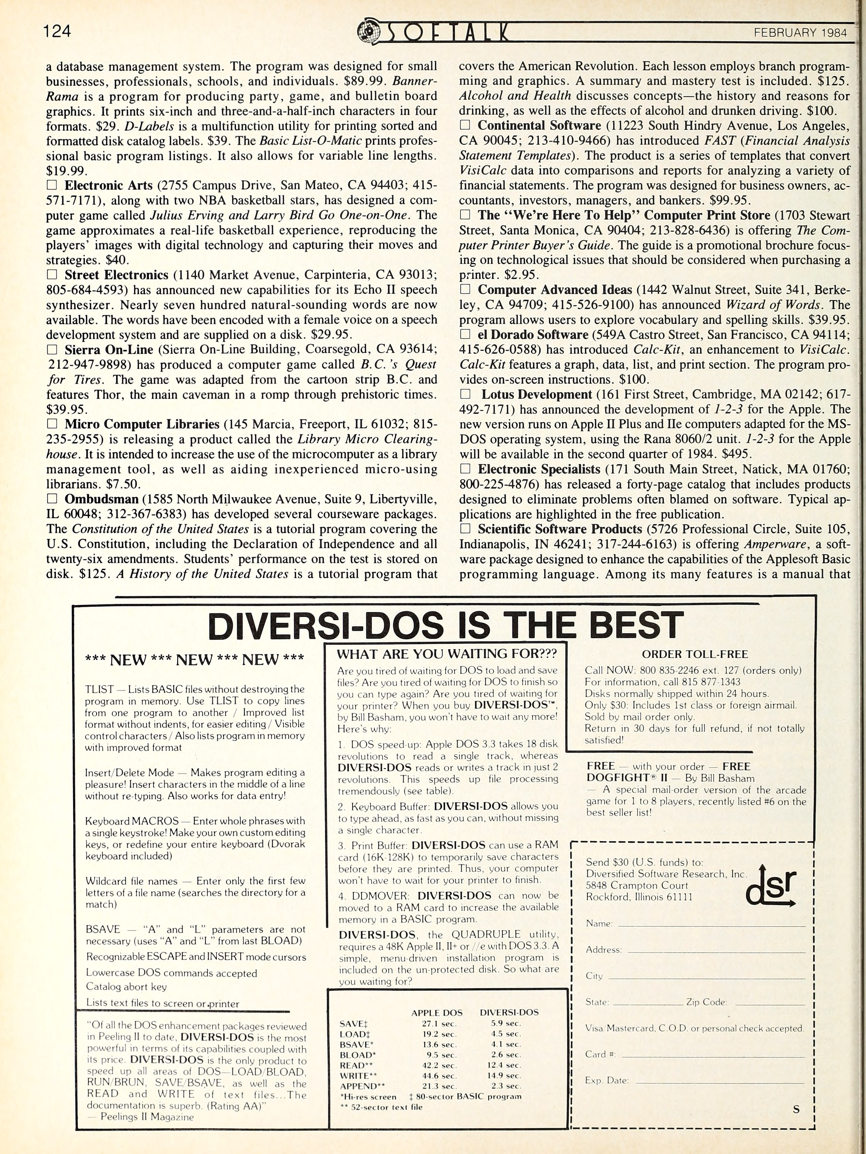 124
SOFTALK
FEBRUARY 1984
a database management system. The program was designed for small
businesses, professionals, schools, and individuals. $89.99. Banner-
Rama is a program for producing party, game, and bulletin board
graphics. It prints six-inch and three-and-a-half-inch characters in four
formats. $29. D-Labels is a multifunction utility for printing sorted and
formatted disk catalog labels. $39. The Basic List-O-Matic prints profes-
sional basic program listings. It also allows for variable line lengths.
$19.99.
□ Electronic Arts (2755 Campus Drive, San Mateo, CA 94403; 415-
571-7171), along with two NBA basketball stars, has designed a com-
puter game called Julius Erving and Larry Bird Go One-on-One. The
game approximates a real-life basketball experience, reproducing the
players' images with digital technology and capturing their moves and
strategies. $40.
□ Street Electronics (1140 Market Avenue, Carpinteria, CA 93013;
805-684-4593) has announced new capabilities for its Echo II speech
synthesizer. Nearly seven hundred natural-sounding words are now
available. The words have been encoded with a female voice on a speech
development system and are supplied on a disk. $29.95.
□ Sierra On-Line (Sierra On-Line Building, Coarsegold, CA 93614;
212-947-9898) has produced a computer game called B.C.'s Quest
for Tires. The game was adapted from the cartoon strip B.C. and
features Thor, the main caveman in a romp through prehistoric times.
$39.95.
□ Micro Computer Libraries (145 Marcia, Freeport, IL 61032; 815-
235-2955) is releasing a product called the Library Micro Clearing-
house. It is intended to increase the use of the microcomputer as a library
management tool, as well as aiding inexperienced micro-using
librarians. $7.50.
□ Ombudsman (1585 North Milwaukee Avenue, Suite 9, Libertyville,
IL 60048; 312-367-6383) has developed several courseware packages.
The Constitution of the United States is a tutorial program covering the
U.S. Constitution, including the Declaration of Independence and all
twenty-six amendments. Students' performance on the test is stored on
disk. $125. A History of the United States is a tutorial program that
covers the American Revolution. Each lesson employs branch program-
ming and graphics. A summary and mastery test is included. $125.
Alcohol and Health discusses concepts—the history and reasons for
drinking, as well as the effects of alcohol and drunken driving. $100.
□ Continental Software (11223 South Hindry Avenue, Los Angeles,
CA 90045; 213-410-9466) has introduced FAST (Financial Analysis
Statement Templates). The product is a series of templates that convert
VisiCalc data into comparisons and reports for analyzing a variety of
financial statements. The program was designed for business owners, ac-
countants, investors, managers, and bankers. $99.95.
□ The "We're Here To Help" Computer Print Store (1703 Stewart
Street, Santa Monica, CA 90404; 213-828-6436) is offering The Com-
puter Printer Buyer's Guide. The guide is a promotional brochure focus-
ing on technological issues that should be considered when purchasing a
printer. $2.95.
□ Computer Advanced Ideas (1442 Walnut Street, Suite 341, Berke-
ley, CA 94709; 415-526-9100) has announced Wizard of Words. The
program allows users to explore vocabulary and spelling skills. $39.95.
□ el Dorado Software (549A Castro Street, San Francisco, CA 94114;
415-626-0588) has introduced Calc-Kit, an enhancement to VisiCalc.
Calc-Kit features a graph, data, list, and print section. The program pro-
vides on-screen instructions. $100.
□ Lotus Development (161 First Street, Cambridge, MA 02142; 617-
492-7171) has announced the development of 1-2-3 for the Apple. The
new version runs on Apple II Plus and IIe computers adapted for the MS-
DOS operating system, using the Rana 8060/2 unit. 1-2-3 for the Apple
will be available in the second quarter of 1984. $495.
□ Electronic Specialists (171 South Main Street, Natick, MA 01760;
800-225-4876) has released a forty-page catalog that includes products
designed to eliminate problems often blamed on software. Typical ap-
plications are highlighted in the free publication.
□ Scientific Software Products (5726 Professional Circle, Suite 105,
Indianapolis, IN 46241; 317-244-6163) is offering Amperware, a soft-
ware package designed to enhance the capabilities of the Applesoft Basic
programming language. Among its many features is a manual that
DIVERSI-DOS IS THE BEST
*** NEW *** NEW *** NEW ***
TLIST — Lists BASIC files without destroying the
program in memory. Use TLIST to copy lines
from one program to another / Improved list
format without indents, for easier editing / Visible
control characters / Also lists program in memory
with improved format
Insert/Delete Mode — Makes program editing a
pleasure! Insert characters in the middle of a line
without re-typing. Also works for data entry!
Keyboard MACROS — Enter whole phrases with
a single keystroke! Make your own custom editing
keys, or redefine your entire keyboard (Dvorak
keyboard included)
Wildcard file names — Enter only the first few
letters of a file name (searches the directory for a
match)
BSAVE — "A" and "L" parameters are not
necessary (uses "A" and "L" from last BLOAD)
Recognizable ESCAPE and INSERT mode cursors
Lowercase DOS commands accepted
Catalog abort key
Lists text files to screen or printer
"Of all the DOS enhancement packages reviewed
in Peeling II to date, DIVERSI-DOS is the most
powerful in terms of its capabilities coupled with
its price. DIVERSI-DOS is the only product to
speed up all areas of DOS—LOAD/BLOAD,
RUN/BRUN, SAVE/BSAVE, as well as the
READ and WRITE of text files...The
documentation is superb. (Rating AA)"
— Peelings II Magazine
WHAT ARE YOU WAITING FOR???
Are you tired of waiting for DOS to load and save
files? Are you tired of waiting for DOS to finish so
you can type again? Are you tired of waiting for
your printer? When you buy DIVERSI-DOS™,
by Bill Basham, you won't have to wait any more!
Here's why:
1. DOS speed-up: Apple DOS 3.3 takes 18 disk
revolutions to read a single track, whereas
DIVERSI-DOS reads or writes a track in just 2
revolutions. This speeds up file processing
tremendously (see table).
2. Keyboard Buffer: DIVERSI-DOS allows you
to type ahead, as fast as you can, without missing
a single character.
3. Print Buffer: DIVERSI-DOS can use a RAM
card (16K-128K) to temporarily save characters
before they are printed. Thus, your computer
won't have to wait for your printer to finish.
4. DDMOVER: DIVERSI-DOS can now be
moved to a RAM card to increase the available
memory in a BASIC program.
DIVERSI-DOS, the QUADRUPLE utility,
requires a 48K Apple II, II+ or //e with DOS 3.3. A
simple, menu-driven installation program is
included on the un-protected disk. So what are
you waiting for?
APPLE DOS DIVERSI-DOS
SAVE‡ 27.1 sec. 5.9 sec.
LOAD‡ 19.2 sec. 4.5 sec.
BSAVE* 13.6 sec. 4.1 sec.
BLOAD* 9.5 sec. 2.6 sec.
READ** 42.2 sec. 12.4 sec.
WRITE** 44.6 sec. 14.9 sec.
APPEND** 21.3 sec. 2.3 sec.
*Hi-res screen ‡ 80-sector BASIC program
** 52-sector text file
ORDER TOLL-FREE
Call NOW: 800 835-2246 ext. 127 (orders only)
For information, call 815 877-1343
Disks normally shipped within 24 hours.
Only $30: Includes 1st class or foreign airmail.
Sold by mail order only.
Return in 30 days for full refund, if not totally
satisfied!
FREE — with your order — FREE
DOGFIGHT® II — By Bill Basham
— A special mail-order version of the arcade
game for 1 to 8 players, recently listed #6 on the
best seller list!
Send $30 (U.S. funds) to:
Diversified Software Research, Inc.
5848 Crampton Court
Rockford, Illinois 61111
dsr
Name:
Address:
City
State: Zip Code:
Visa Mastercard, C.O.D. or personal check accepted.
Card #:
Exp. Date:
S